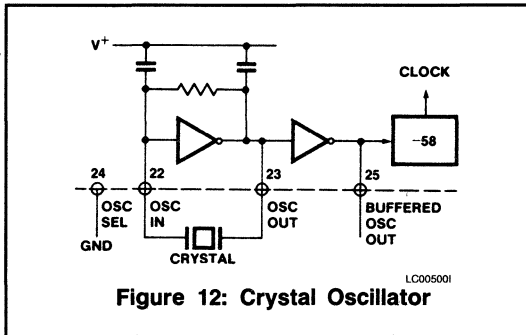 V+
CLOCK
-58
24 22 23 25
OSC SEL
OSC IN
OSC OUT
BUFFERED OSC OUT
GND
CRYSTAL
LC00500I
Figure 12: Crystal Oscillator